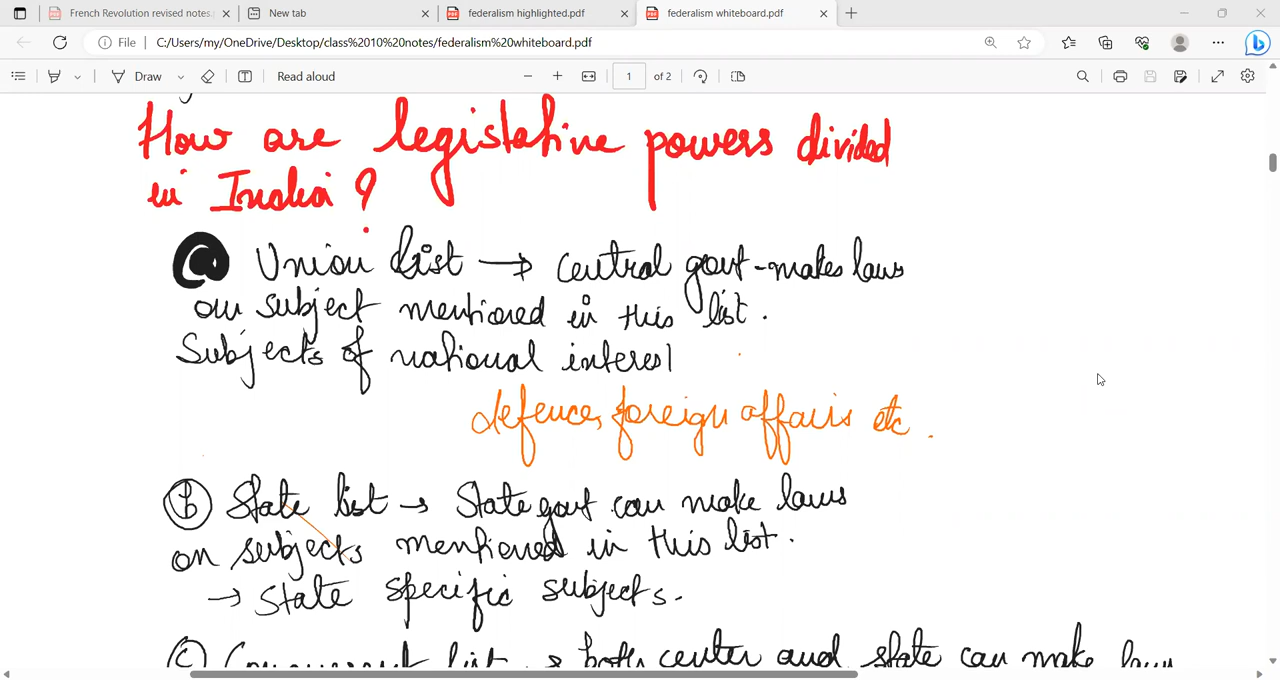 French Revolution revised notes.
New tab
federalism highlighted.pdf
federalism whiteboard.pdf
File C:/Users/my/OneDrive/Desktop/class%2010%20notes/federalism%20whiteboard.pdf
Draw Read aloud 1 of 2
How are legislative powers divided
in India ?
a Union List → Central govt - makes laws
on subject mentioned in this list.
Subjects of national interest
defence, foreign affairs etc.
b State list → State govt can make laws
on subjects mentioned in this list.
→ State specific subjects.
c Concurrent list → both center and state can make laws